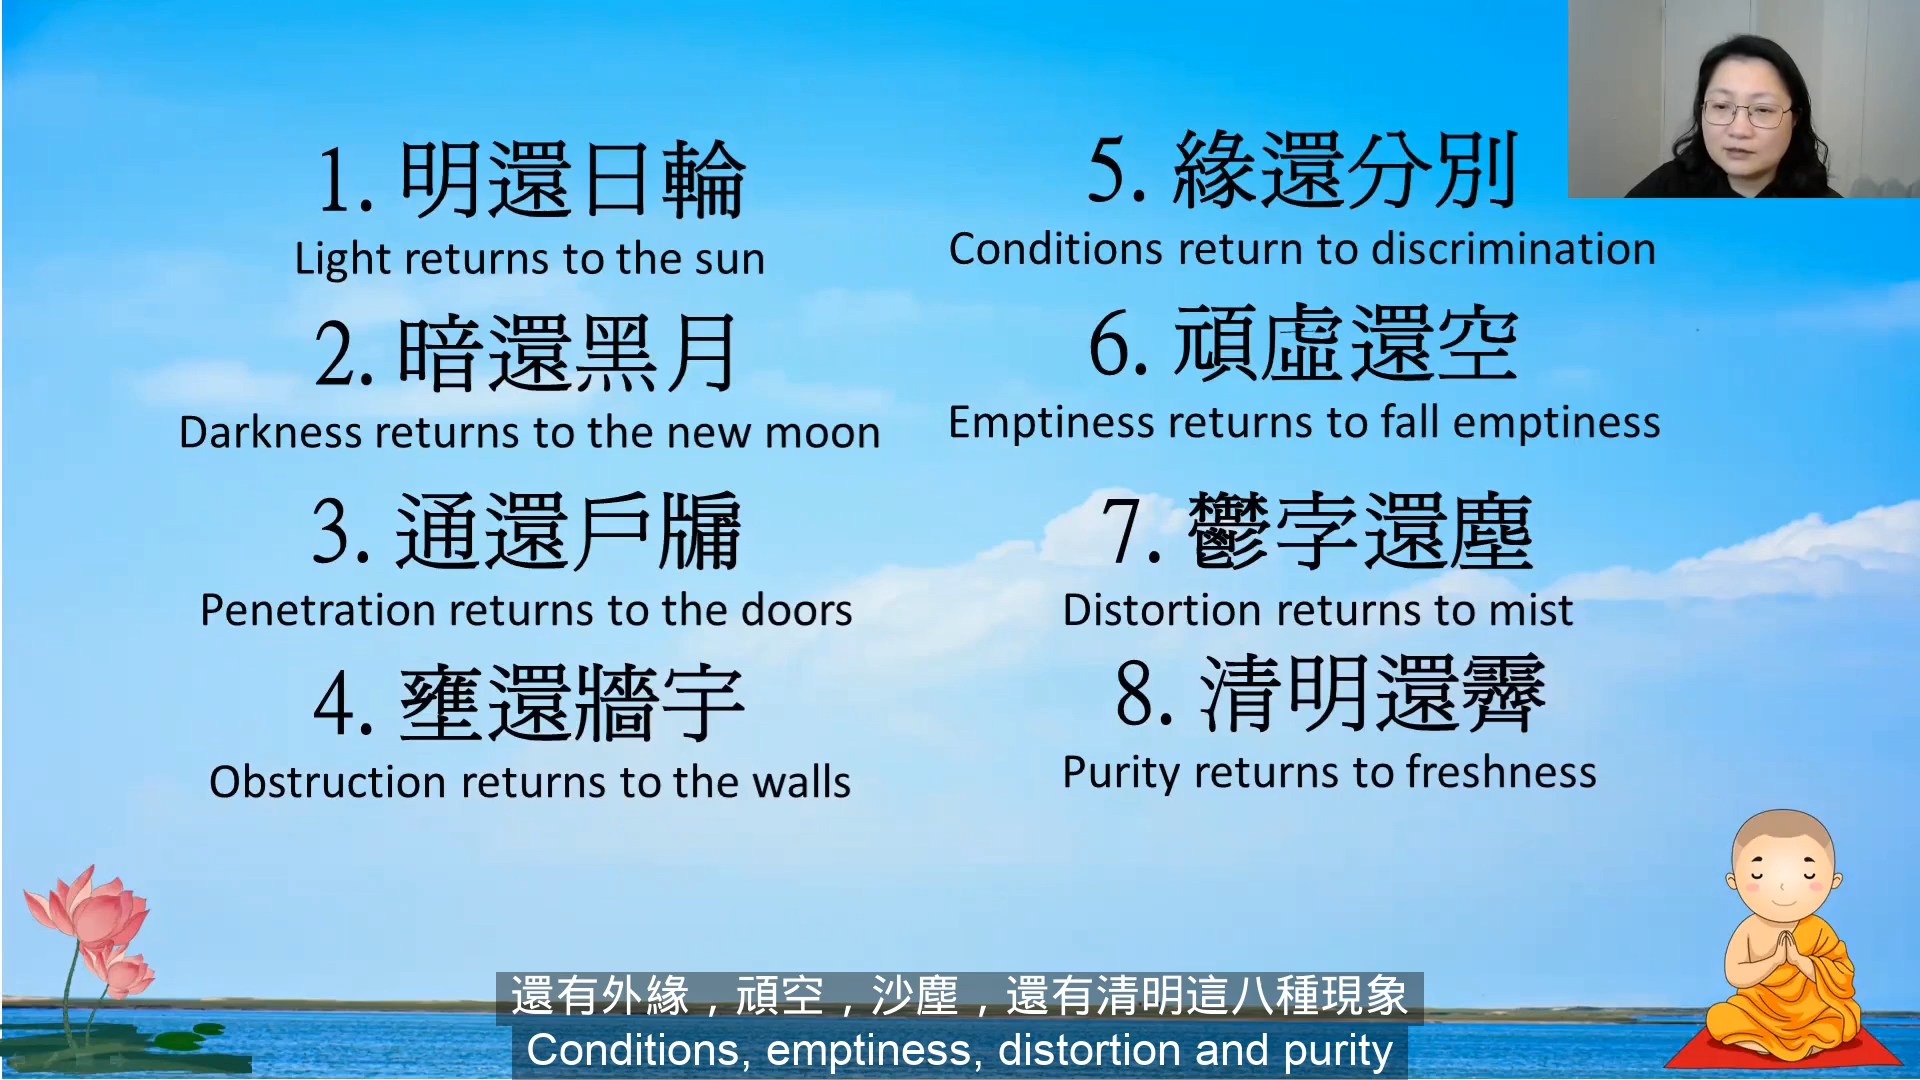 1. 明還日輪
Light returns to the sun
2. 暗還黑月
Darkness returns to the new moon
3. 通還戶牖
Penetration returns to the doors
4. 壅還牆宇
Obstruction returns to the walls
5. 緣還分別
Conditions return to discrimination
6. 頑虛還空
Emptiness returns to fall emptiness
7. 鬱孛還塵
Distortion returns to mist
8. 清明還霽
Purity returns to freshness
還有外緣，頑空，沙塵，還有清明這八種現象
Conditions, emptiness, distortion and purity